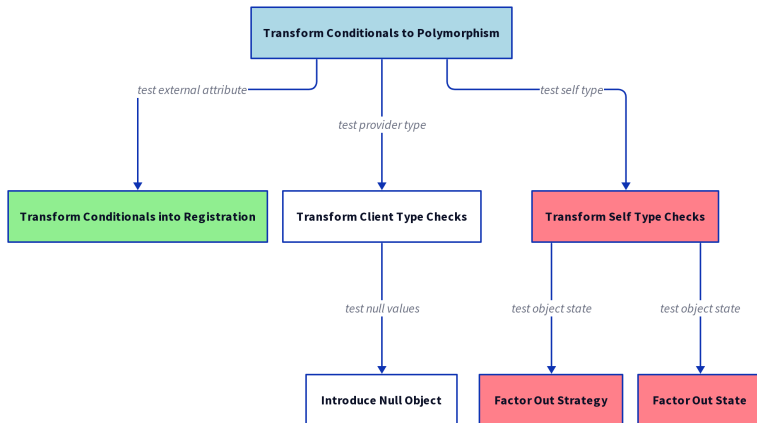 Transform Conditionals to Polymorphism
test external attribute
test self type
test provider type
Transform Conditionals into Registration
Transform Client Type Checks
Transform Self Type Checks
test null values
test object state
test object state
Introduce Null Object
Factor Out Strategy
Factor Out State